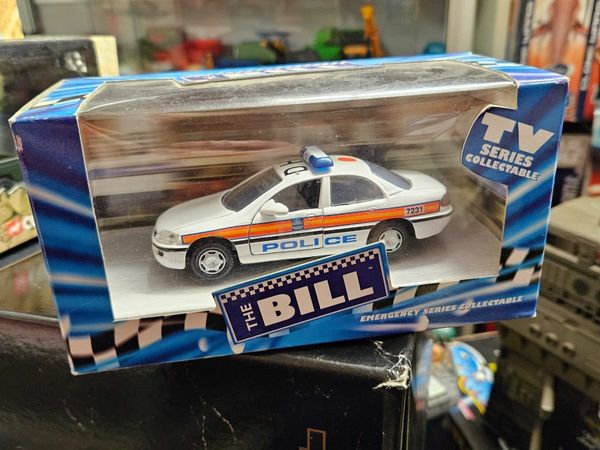 TV
SERIES
COLLECTABLE
7231
POLICE
THE
BILL
EMERGENCY SERIES COLLECTABLE